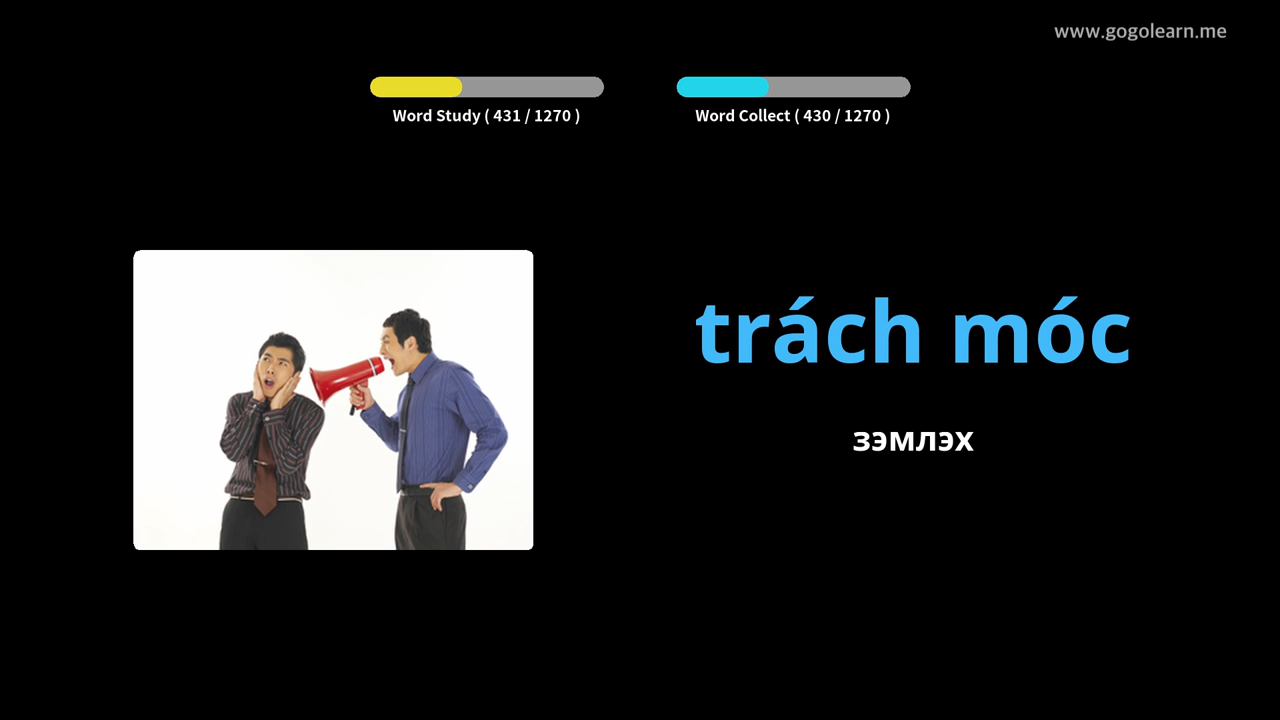 www.gogolearn.me
Word Study ( 431 / 1270 )
Word Collect ( 430 / 1270 )
trách móc
зэмлэх